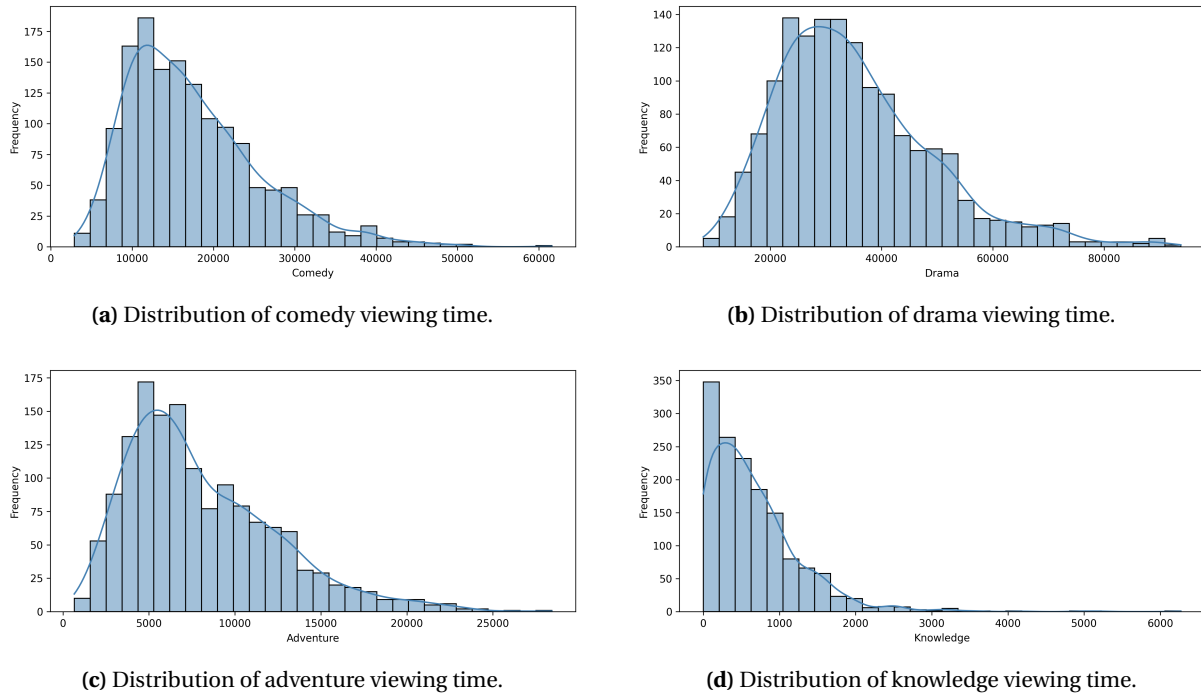 175
150
125
100
75
50
25
0
Frequency
0 10000 20000 30000 40000 50000 60000
Comedy
(a) Distribution of comedy viewing time.
140
120
100
80
60
40
20
0
Frequency
20000 40000 60000 80000
Drama
(b) Distribution of drama viewing time.
175
150
125
100
75
50
25
0
Frequency
0 5000 10000 15000 20000 25000
Adventure
(c) Distribution of adventure viewing time.
350
300
250
200
150
100
50
0
Frequency
0 1000 2000 3000 4000 5000 6000
Knowledge
(d) Distribution of knowledge viewing time.